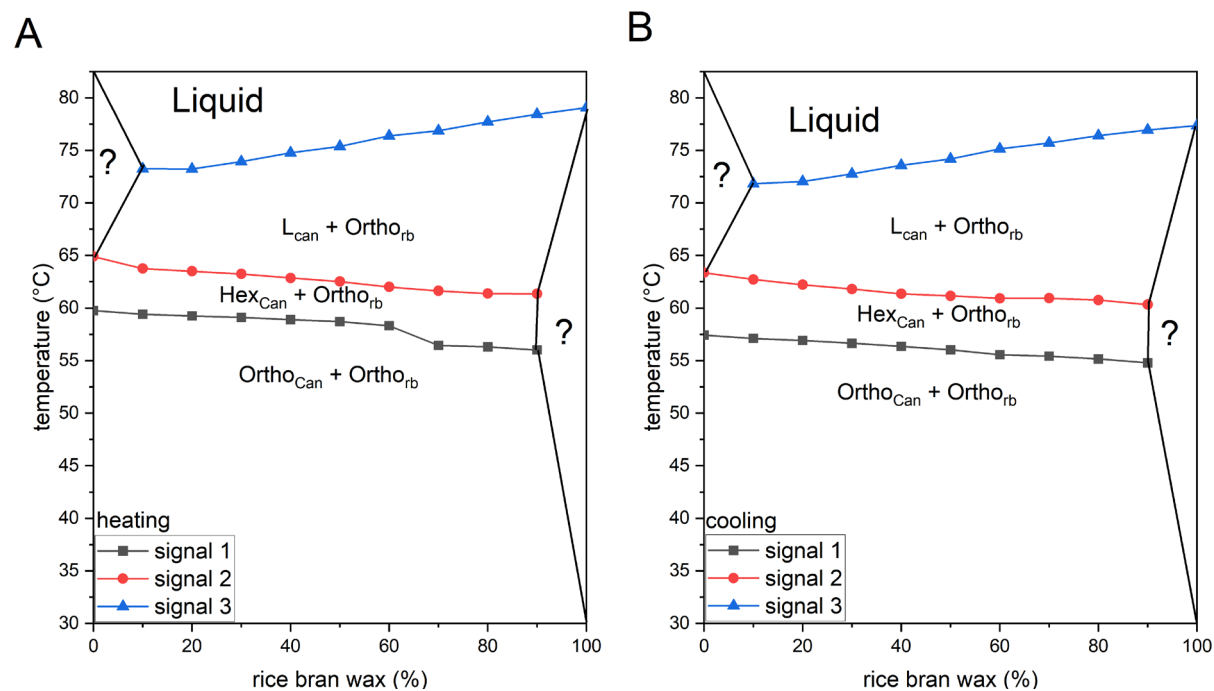 A
Liquid
?
L_can + Ortho_rb
Hex_Can + Ortho_rb
?
Ortho_Can + Ortho_rb
temperature (°C)
80
75
70
65
60
55
50
45
40
35
30
heating
signal 1
signal 2
signal 3
0
20
40
60
80
100
rice bran wax (%)
B
Liquid
?
L_can + Ortho_rb
Hex_Can + Ortho_rb
?
Ortho_Can + Ortho_rb
temperature (°C)
80
75
70
65
60
55
50
45
40
35
30
cooling
signal 1
signal 2
signal 3
0
20
40
60
80
100
rice bran wax (%)